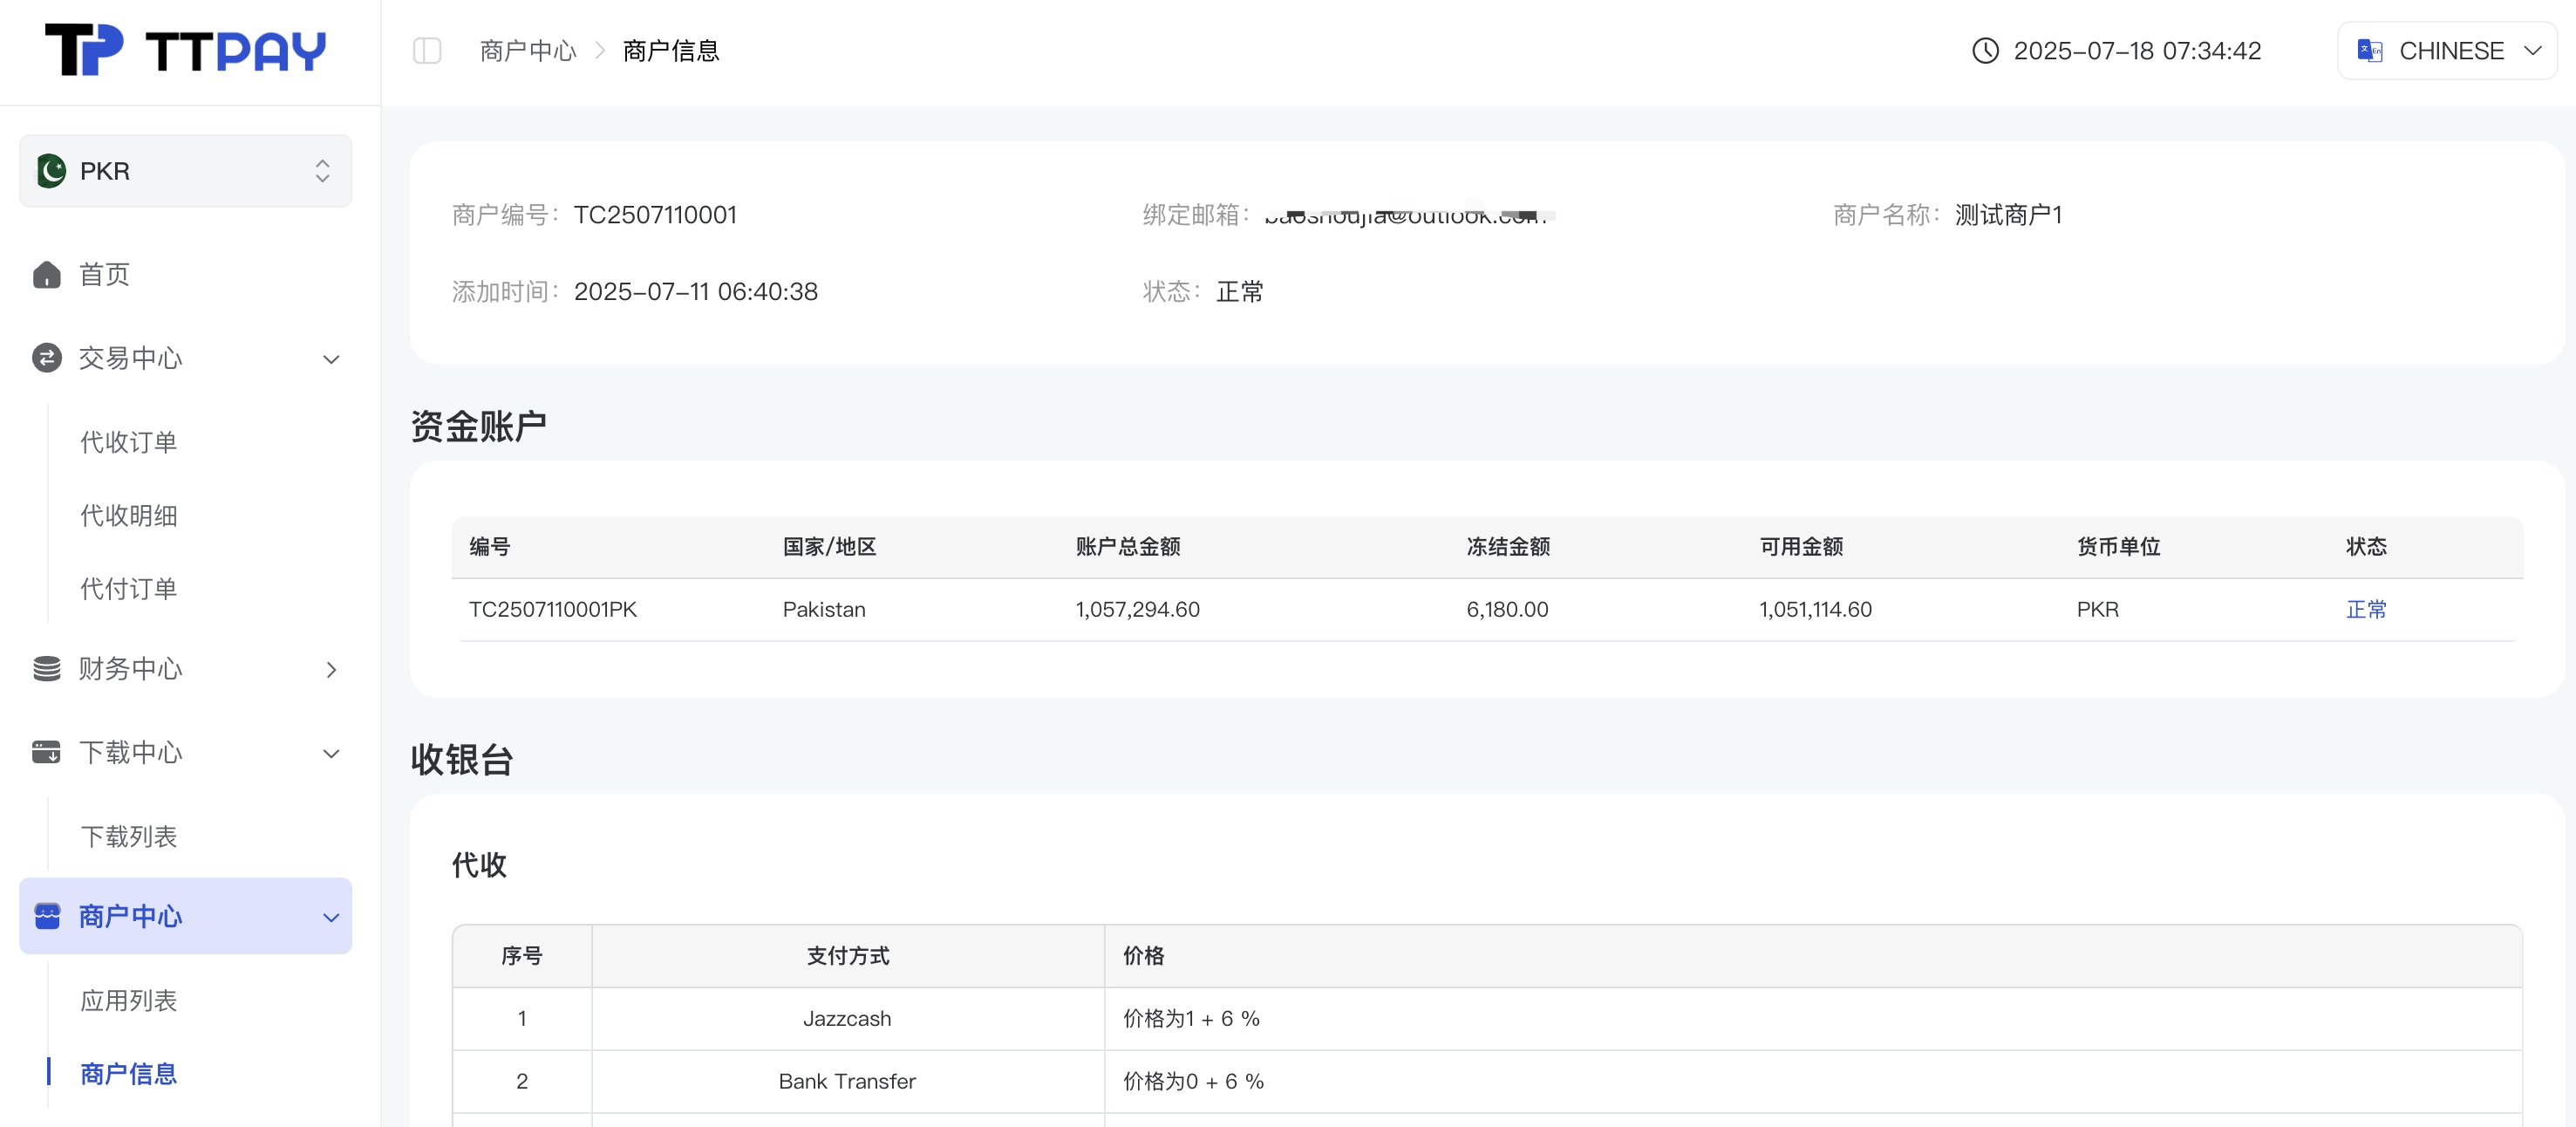 TP TTPAY
商户中心 > 商户信息
2025-07-18 07:34:42
CHINESE
PKR
首页
交易中心
代收订单
代收明细
代付订单
财务中心
下载中心
下载列表
商户中心
应用列表
商户信息
商户编号： TC2507110001
绑定邮箱：
商户名称： 测试商户1
添加时间： 2025-07-11 06:40:38
状态： 正常
资金账户
编号 国家/地区 账户总金额 冻结金额 可用金额 货币单位 状态
TC2507110001PK Pakistan 1,057,294.60 6,180.00 1,051,114.60 PKR 正常
收银台
代收
序号 支付方式 价格
1 Jazzcash 价格为1 + 6 %
2 Bank Transfer 价格为0 + 6 %